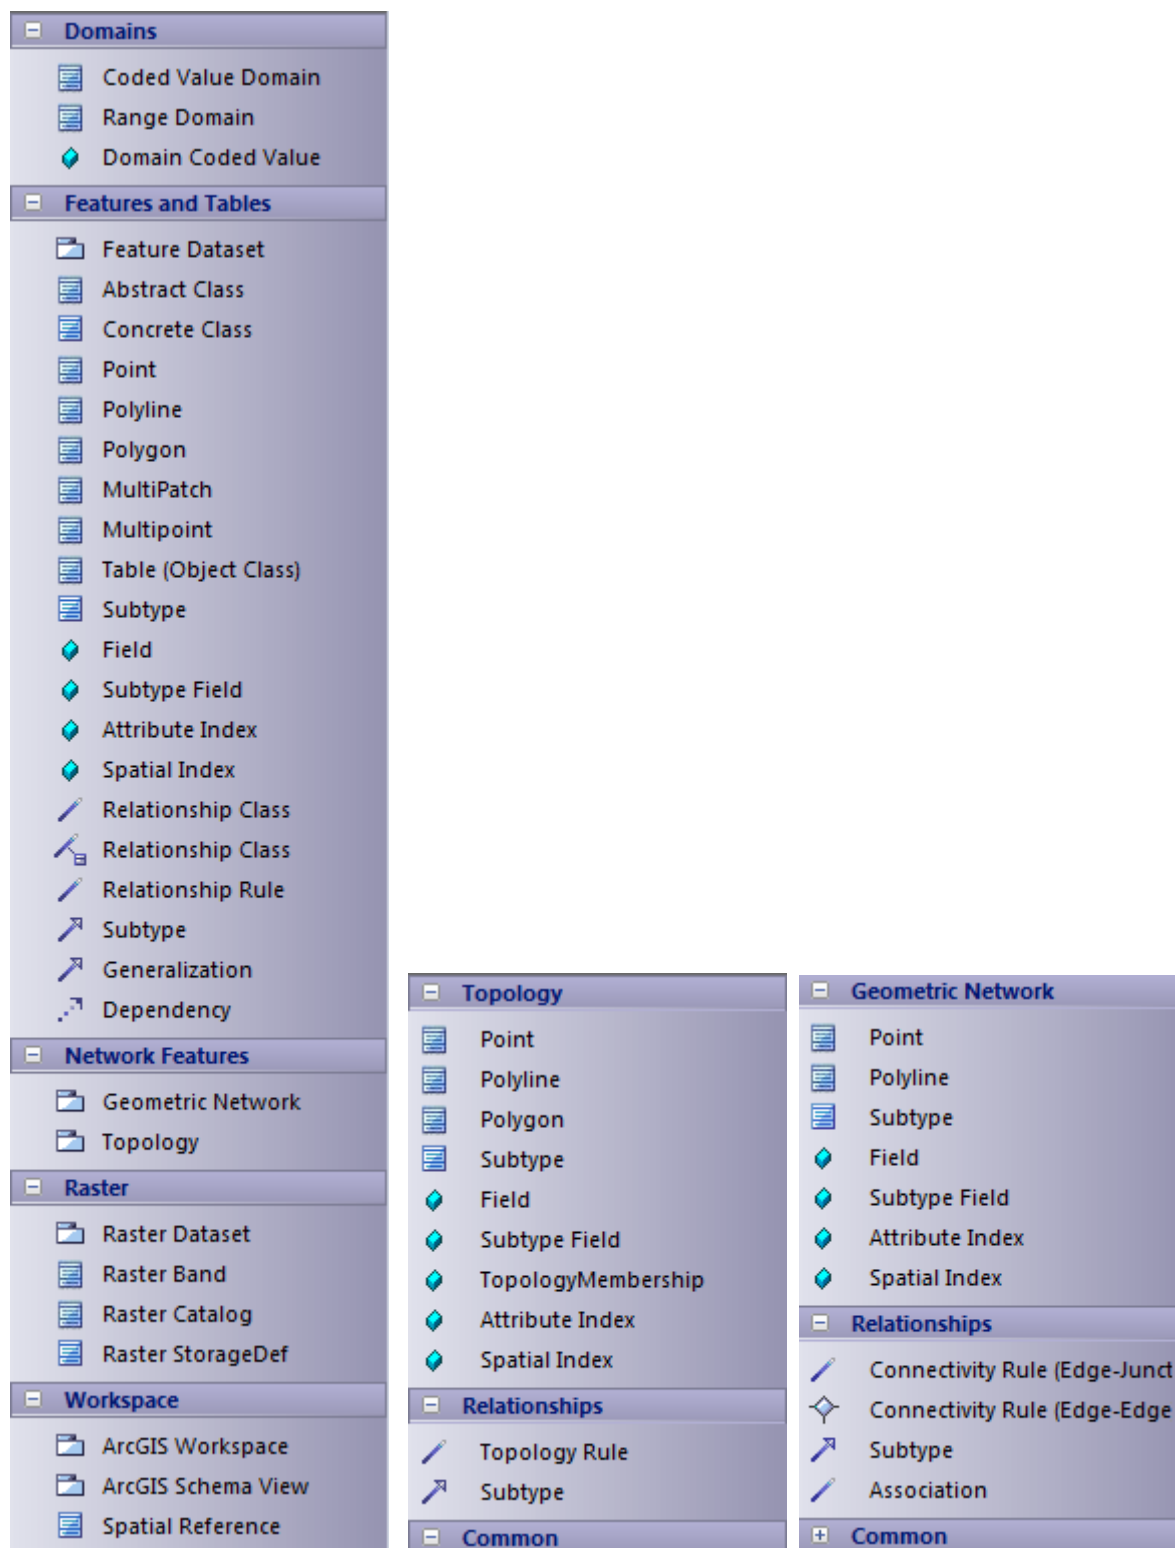 Domains
Coded Value Domain
Range Domain
Domain Coded Value
Features and Tables
Feature Dataset
Abstract Class
Concrete Class
Point
Polyline
Polygon
MultiPatch
Multipoint
Table (Object Class)
Subtype
Field
Subtype Field
Attribute Index
Spatial Index
Relationship Class
Relationship Class
Relationship Rule
Subtype
Generalization
Dependency
Network Features
Geometric Network
Topology
Raster
Raster Dataset
Raster Band
Raster Catalog
Raster StorageDef
Workspace
ArcGIS Workspace
ArcGIS Schema View
Spatial Reference
Topology
Point
Polyline
Polygon
Subtype
Field
Subtype Field
TopologyMembership
Attribute Index
Spatial Index
Relationships
Topology Rule
Subtype
Common
Geometric Network
Point
Polyline
Subtype
Field
Subtype Field
Attribute Index
Spatial Index
Relationships
Connectivity Rule (Edge-Junct
Connectivity Rule (Edge-Edge
Subtype
Association
Common